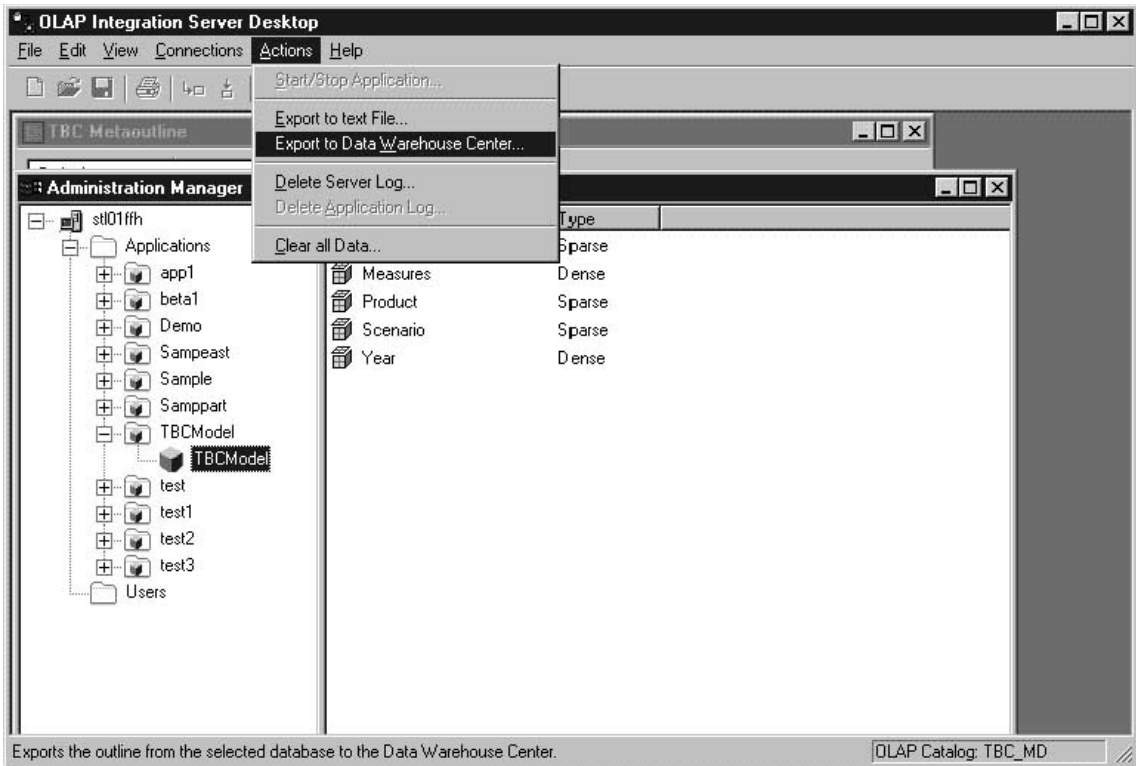 OLAP Integration Server Desktop
File Edit View Connections Actions Help
Start/Stop Application...
Export to text File...
Export to Data Warehouse Center...
Delete Server Log...
Delete Application Log...
Clear all Data...
TBC Metaoutline
Administration Manager
stl01ffh
Applications
app1
beta1
Demo
Sampeast
Sample
Samppart
TBCModel
TBCModel
test
test1
test2
test3
Users
Type
Sparse
Measures Dense
Product Sparse
Scenario Sparse
Year Dense
Exports the outline from the selected database to the Data Warehouse Center.
OLAP Catalog: TBC_MD